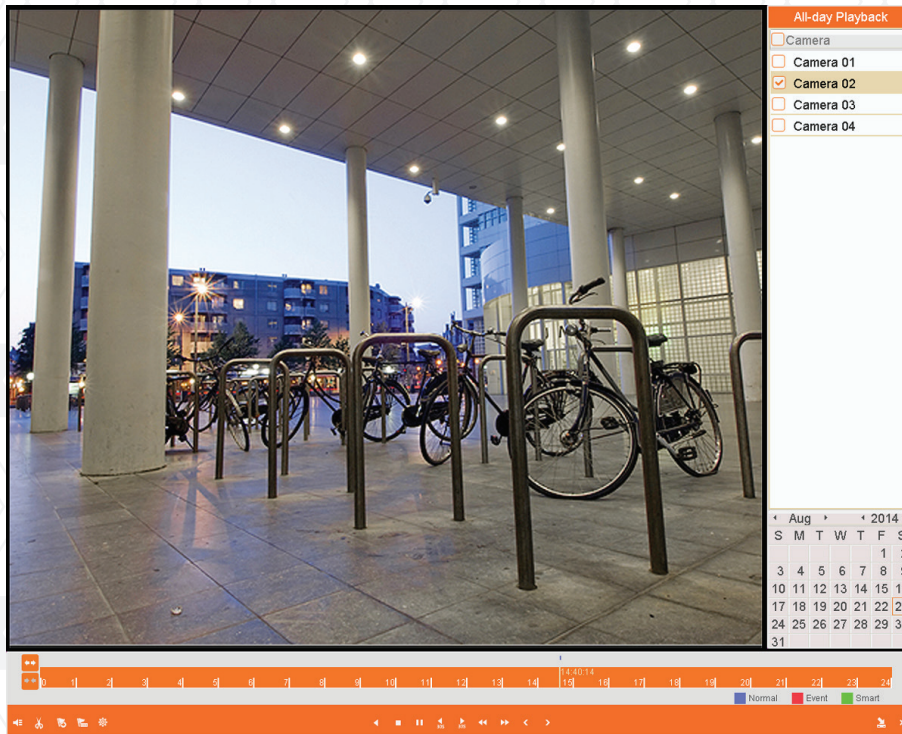 All-day Playback
Camera
Camera 01
Camera 02
Camera 03
Camera 04
Aug 2014
S M T W T F S
1
3 4 5 6 7 8
10 11 12 13 14 15
17 18 19 20 21 22
24 25 26 27 28 29
31
14:40:14
0 1 2 3 4 5 6 7 8 9 10 11 12 13 14 15 16 17 18 19 20 21 22 23 24
Normal Event Smart